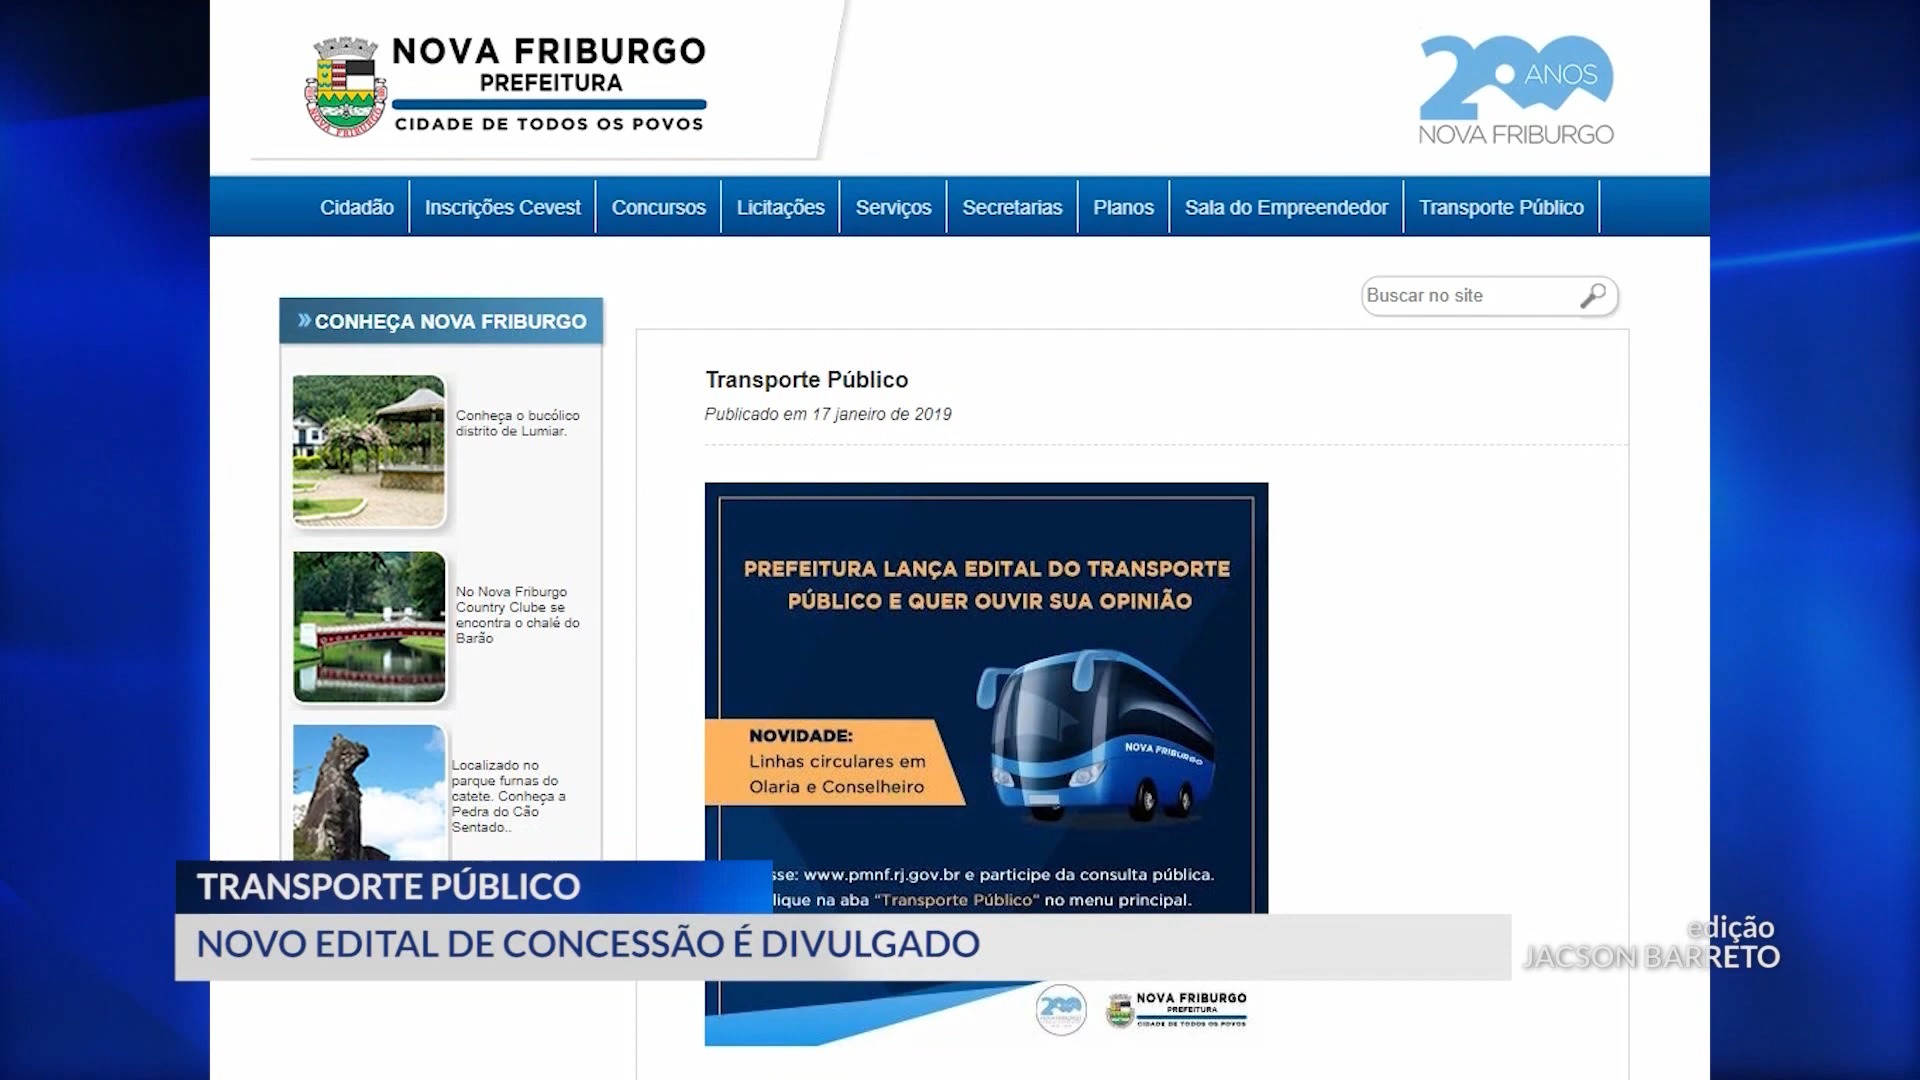 NOVA FRIBURGO
PREFEITURA
CIDADE DE TODOS OS POVOS
NOVA FRIBURGO
200 ANOS
NOVA FRIBURGO
Cidadão
Inscrições Cevest
Concursos
Licitações
Serviços
Secretarias
Planos
Sala do Empreendedor
Transporte Público
Buscar no site
» CONHEÇA NOVA FRIBURGO
Conheça o bucólico
distrito de Lumiar.
No Nova Friburgo
Country Clube se
encontra o chalé do
Barão
Localizado no
parque furnas do
catete. Conheça a
Pedra do Cão
Sentado..
Transporte Público
Publicado em 17 janeiro de 2019
PREFEITURA LANÇA EDITAL DO TRANSPORTE
PÚBLICO E QUER OUVIR SUA OPINIÃO
NOVIDADE:
Linhas circulares em
Olaria e Conselheiro
NOVA FRIBURGO
sse: www.pmnf.rj.gov.br e participe da consulta pública.
lique na aba "Transporte Público" no menu principal.
NOVA FRIBURGO
PREFEITURA
CIDADE DE TODOS OS POVOS
TRANSPORTE PÚBLICO
NOVO EDITAL DE CONCESSÃO É DIVULGADO
edição
JACSON BARRETO